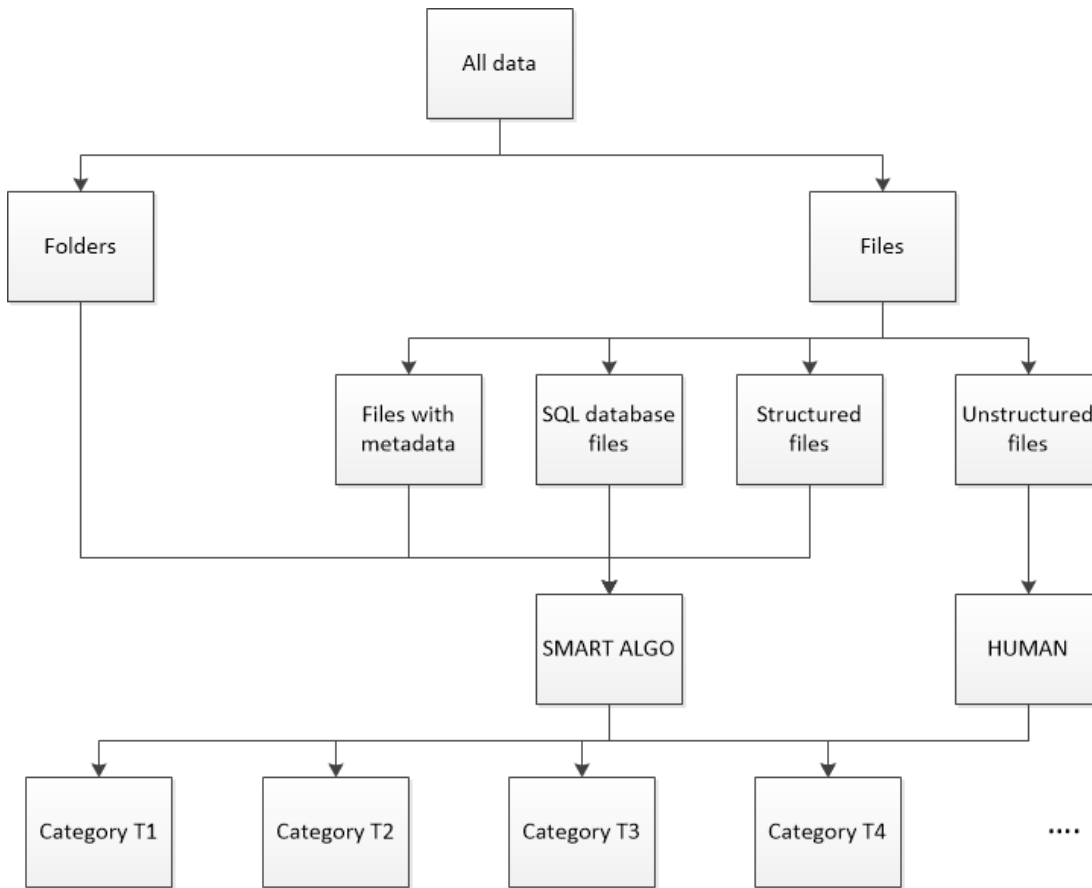 All data
Folders
Files
Files with
metadata
SQL database
files
Structured
files
Unstructured
files
SMART ALGO
HUMAN
Category T1
Category T2
Category T3
Category T4
....